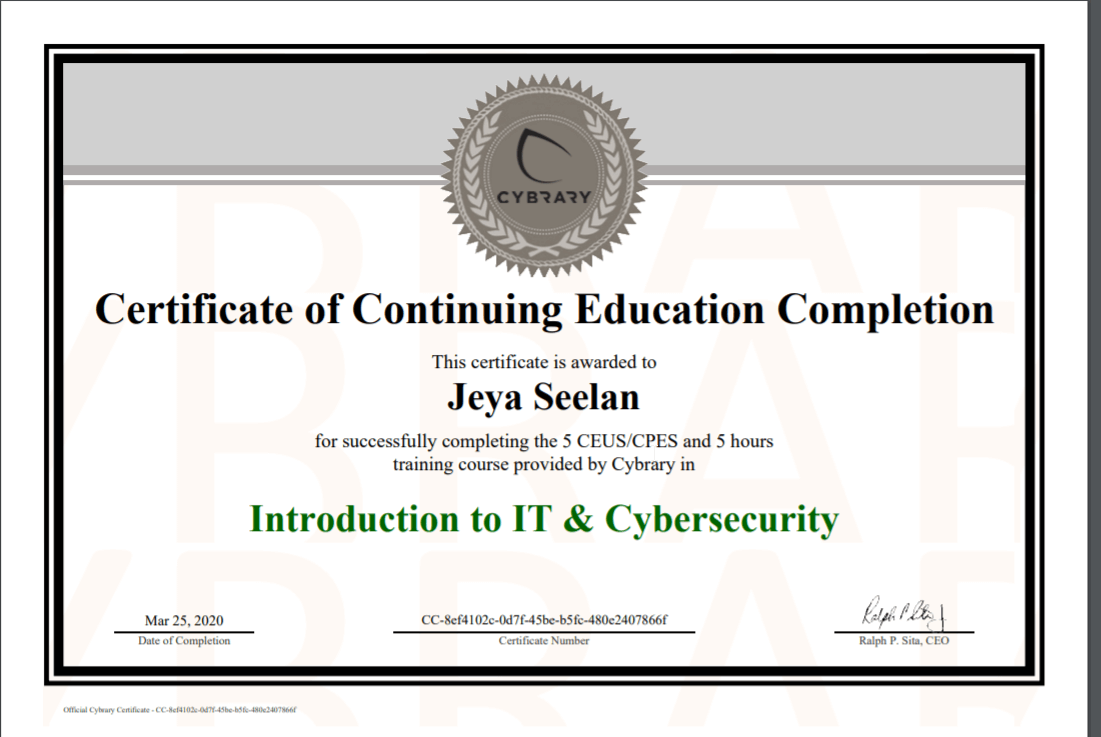 CYBRARY
Certificate of Continuing Education Completion
This certificate is awarded to
Jeya Seelan
for successfully completing the 5 CEUS/CPES and 5 hours
training course provided by Cybrary in
Introduction to IT & Cybersecurity
Mar 25, 2020
Date of Completion
CC-8ef4102c-0d7f-45be-b5fc-480e2407866f
Certificate Number
Ralph P. Sita, CEO
Official Cybrary Certificate - CC-8ef4102c-0d7f-45be-b5fc-480e2407866f